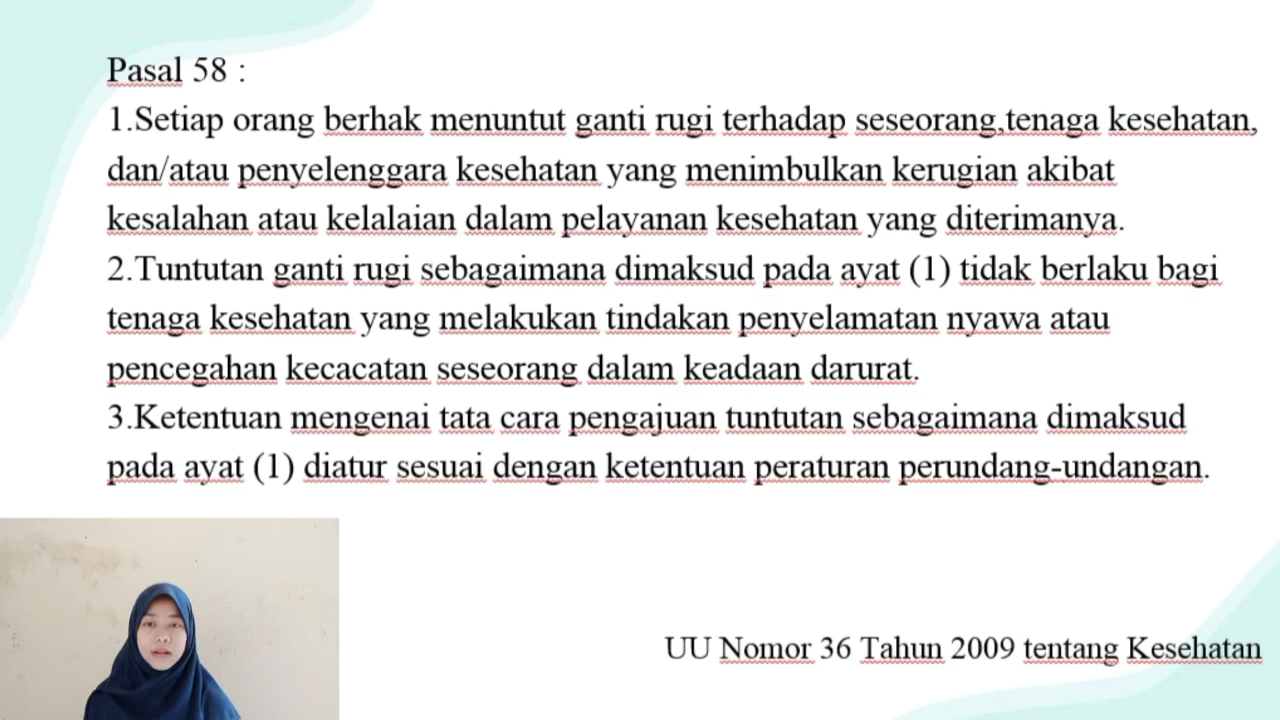 Pasal 58 :
1.Setiap orang berhak menuntut ganti rugi terhadap seseorang,tenaga kesehatan,
dan/atau penyelenggara kesehatan yang menimbulkan kerugian akibat
kesalahan atau kelalaian dalam pelayanan kesehatan yang diterimanya.
2.Tuntutan ganti rugi sebagaimana dimaksud pada ayat (1) tidak berlaku bagi
tenaga kesehatan yang melakukan tindakan penyelamatan nyawa atau
pencegahan kecacatan seseorang dalam keadaan darurat.
3.Ketentuan mengenai tata cara pengajuan tuntutan sebagaimana dimaksud
pada ayat (1) diatur sesuai dengan ketentuan peraturan perundang-undangan.
UU Nomor 36 Tahun 2009 tentang Kesehatan